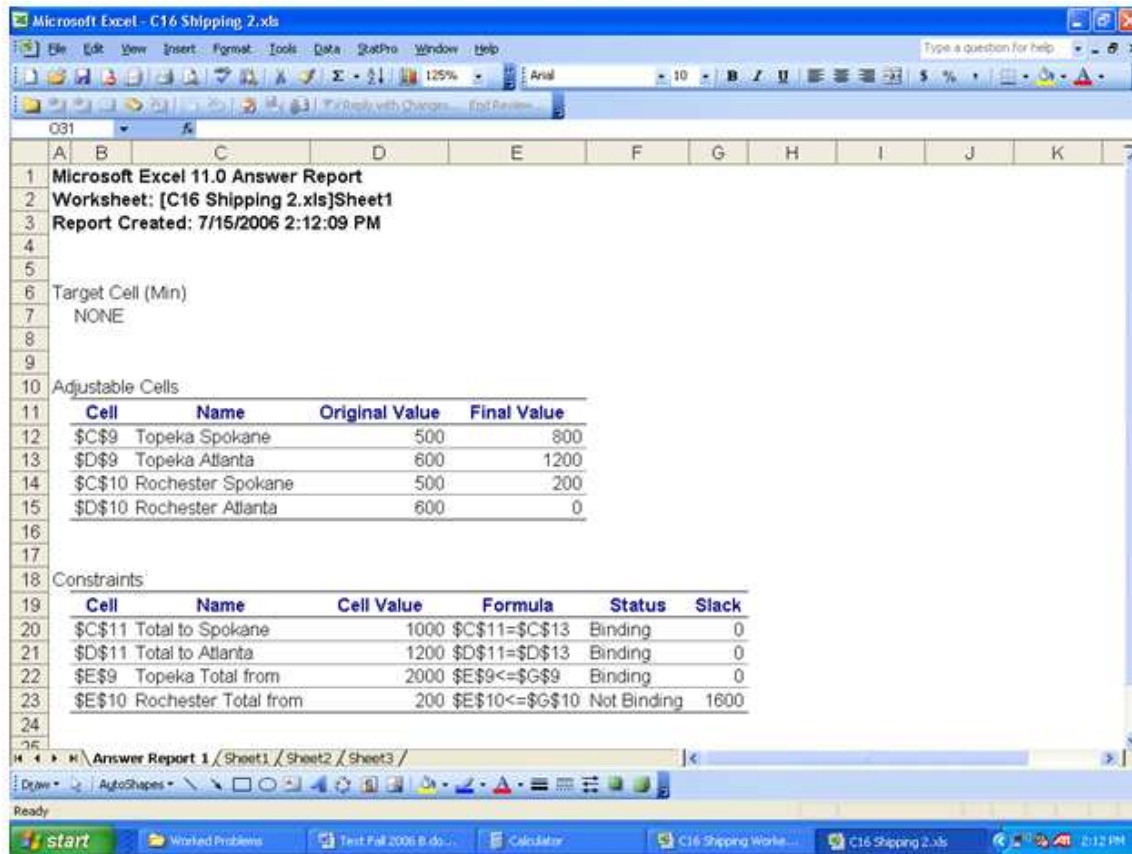 Microsoft Excel - C16 Shipping 2.xls
File Edit View Insert Format Tools Data StatPro Window Help Type a question for help
125% Arial 10 B I U $ % ,
Reply with Changes... End Review...
O31 fx
A B C D E F G H I J K
1 Microsoft Excel 11.0 Answer Report
2 Worksheet: [C16 Shipping 2.xls]Sheet1
3 Report Created: 7/15/2006 2:12:09 PM
4
5
6 Target Cell (Min)
7 NONE
8
9
10 Adjustable Cells
11 Cell Name Original Value Final Value
12 $C$9 Topeka Spokane 500 800
13 $D$9 Topeka Atlanta 600 1200
14 $C$10 Rochester Spokane 500 200
15 $D$10 Rochester Atlanta 600 0
16
17
18 Constraints
19 Cell Name Cell Value Formula Status Slack
20 $C$11 Total to Spokane 1000 $C$11=$C$13 Binding 0
21 $D$11 Total to Atlanta 1200 $D$11=$D$13 Binding 0
22 $E$9 Topeka Total from 2000 $E$9<=$G$9 Binding 0
23 $E$10 Rochester Total from 200 $E$10<=$G$10 Not Binding 1600
24
25
Answer Report 1 / Sheet1 / Sheet2 / Sheet3 /
Draw AutoShapes
Ready
start Worked Problems Test Fall 2006 B.do... Calculator C16 Shipping Worke... C16 Shipping 2.xls 2:12 PM